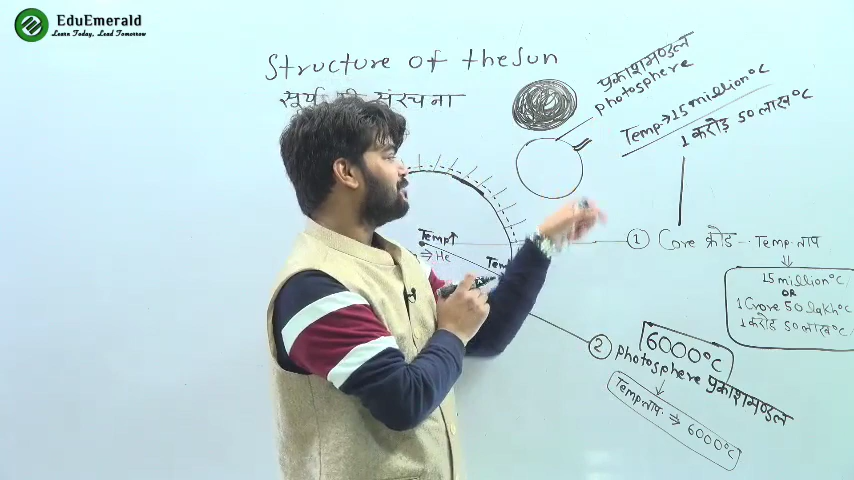 EduEmerald
Learn Today, Lead Tomorrow
Structure of the Sun
सूर्य की संरचना
प्रकाशमण्डल
photosphere
Temp→15 million°C
1 करोड़ 50 लाख°C
Temp↑
→ He
Tem
① Core क्रोड -- Temp. ताप
15 million°C
OR
1 Crore 50 lakh°C
1 करोड़ 50 लाख°C
6000°C
② photosphere प्रकाशमण्डल
Temp. ताप. → 6000°C